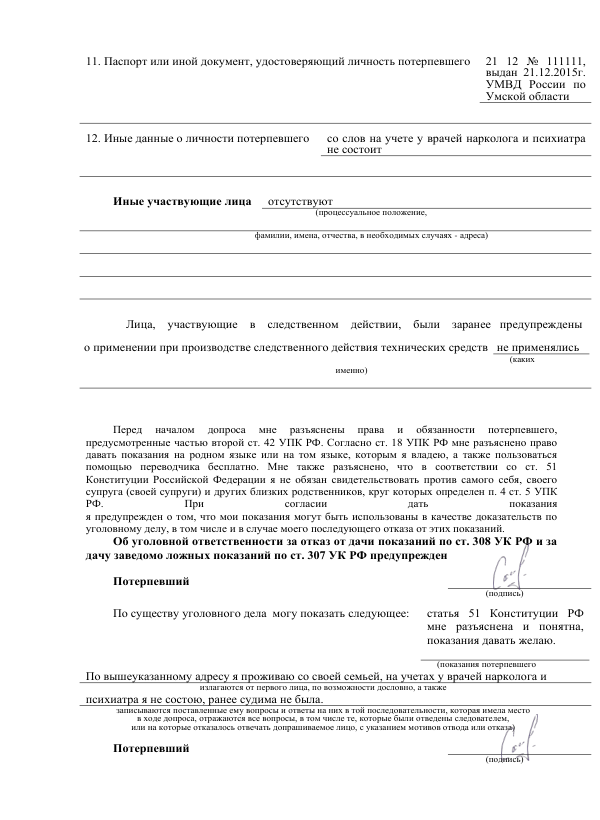 11. Паспорт или иной документ, удостоверяющий личность потерпевшего
21 12 № 111111,
выдан 21.12.2015г.
УМВД России по
Умской области
12. Иные данные о личности потерпевшего
со слов на учете у врачей нарколога и психиатра
не состоит
Иные участвующие лица отсутствуют
(процессуальное положение,
фамилии, имена, отчества, в необходимых случаях - адреса)
Лица, участвующие в следственном действии, были заранее предупреждены
о применении при производстве следственного действия технических средств не применялись
(каких
именно)
Перед началом допроса мне разъяснены права и обязанности потерпевшего,
предусмотренные частью второй ст. 42 УПК РФ. Согласно ст. 18 УПК РФ мне разъяснено право
давать показания на родном языке или на том языке, которым я владею, а также пользоваться
помощью переводчика бесплатно. Мне также разъяснено, что в соответствии со ст. 51
Конституции Российской Федерации я не обязан свидетельствовать против самого себя, своего
супруга (своей супруги) и других близких родственников, круг которых определен п. 4 ст. 5 УПК
РФ. При согласии дать показания
я предупрежден о том, что мои показания могут быть использованы в качестве доказательств по
уголовному делу, в том числе и в случае моего последующего отказа от этих показаний.
Об уголовной ответственности за отказ от дачи показаний по ст. 308 УК РФ и за
дачу заведомо ложных показаний по ст. 307 УК РФ предупрежден
Потерпевший
(подпись)
По существу уголовного дела могу показать следующее:
статья 51 Конституции РФ
мне разъяснена и понятна,
показания давать желаю.
(показания потерпевшего
По вышеуказанному адресу я проживаю со своей семьей, на учетах у врачей нарколога и
излагаются от первого лица, по возможности дословно, а также
психиатра я не состою, ранее судима не была.
записываются поставленные ему вопросы и ответы на них в той последовательности, которая имела место
в ходе допроса, отражаются все вопросы, в том числе те, которые были отведены следователем,
или на которые отказалось отвечать допрашиваемое лицо, с указанием мотивов отвода или отказа)
Потерпевший
(подпись)